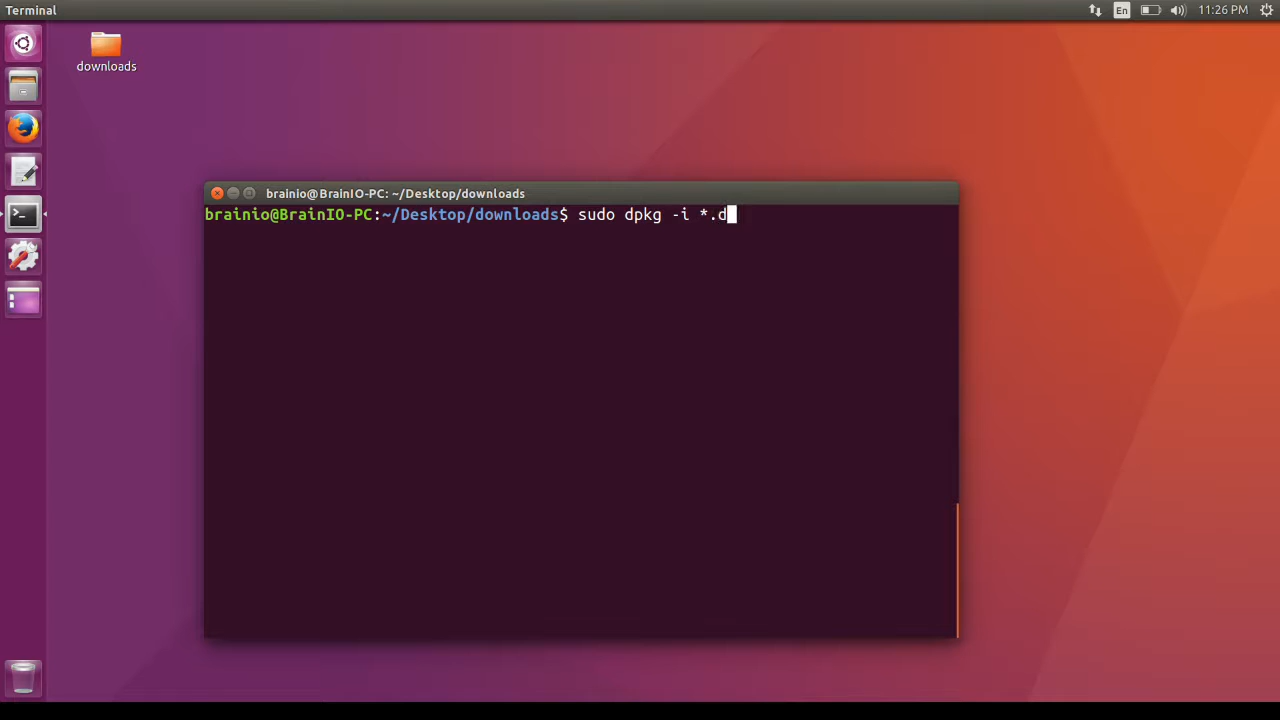 Terminal
En
11:26 PM
downloads
brainio@BrainIO-PC: ~/Desktop/downloads
brainio@BrainIO-PC:~/Desktop/downloads$ sudo dpkg -i *.d